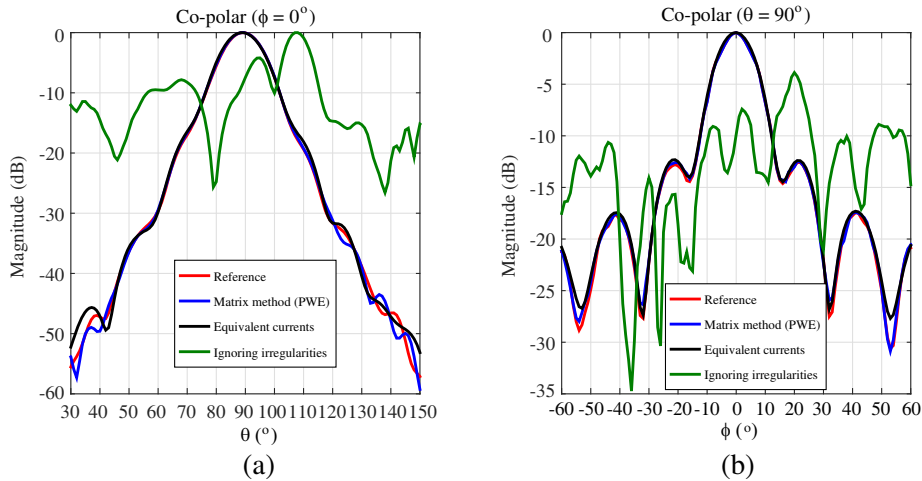 Co-polar (ϕ = 0°)
0
-10
-20
-30
-40
-50
-60
Magnitude (dB)
Reference
Matrix method (PWE)
Equivalent currents
Ignoring irregularities
30 40 50 60 70 80 90 100 110 120 130 140 150
θ (°)
(a)
Co-polar (θ = 90°)
0
-5
-10
-15
-20
-25
-30
-35
Magnitude (dB)
Reference
Matrix method (PWE)
Equivalent currents
Ignoring irregularities
-60 -50 -40 -30 -20 -10 0 10 20 30 40 50 60
ϕ (°)
(b)